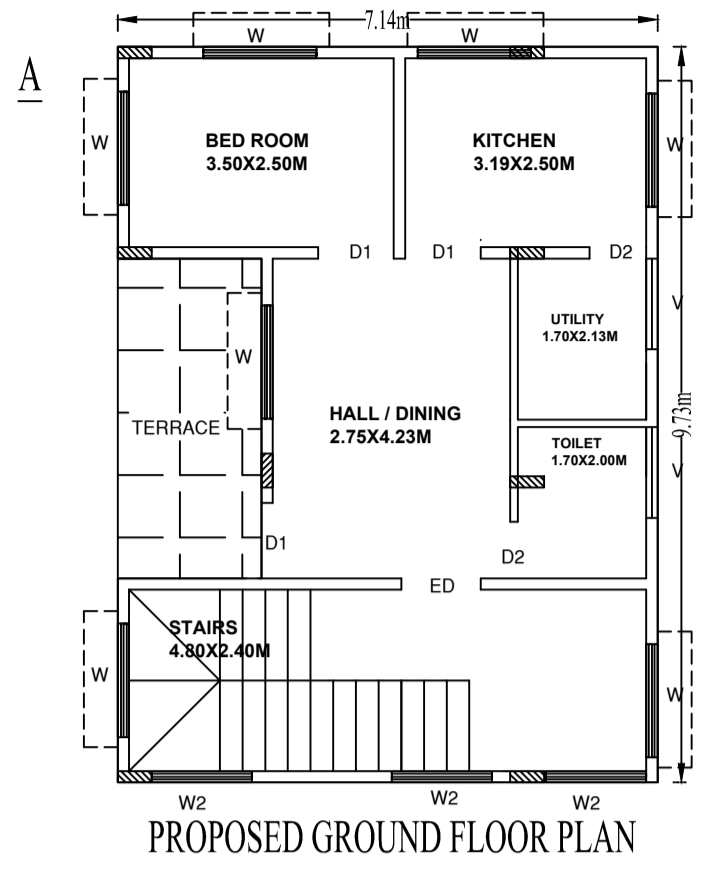 7.14m
W
W
A
W
BED ROOM
3.50X2.50M
KITCHEN
3.19X2.50M
W
D1
D1
D2
V
UTILITY
1.70X2.13M
W
HALL / DINING
2.75X4.23M
9.73m
TERRACE
TOILET
1.70X2.00M
V
D1
D2
ED
STAIRS
4.80X2.40M
W
W
W2
W2
W2
PROPOSED GROUND FLOOR PLAN